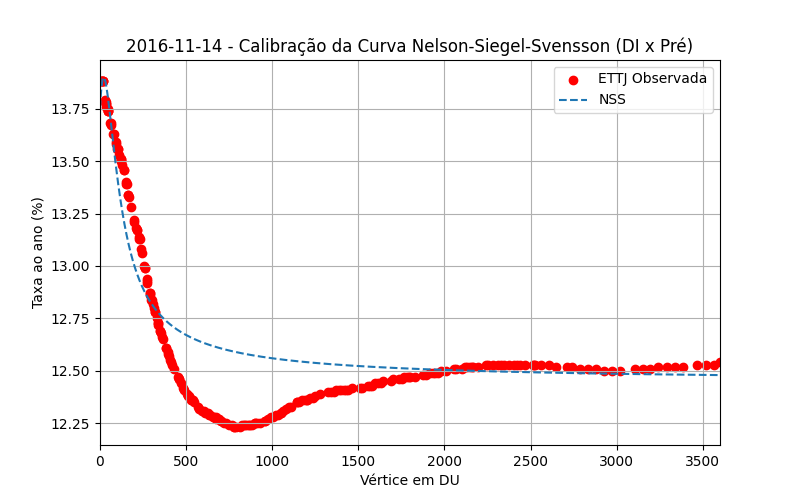 2016-11-14 - Calibração da Curva Nelson-Siegel-Svensson (DI x Pré)
ETTJ Observada
NSS
Taxa ao ano (%)
13.75
13.50
13.25
13.00
12.75
12.50
12.25
0 500 1000 1500 2000 2500 3000 3500
Vértice em DU